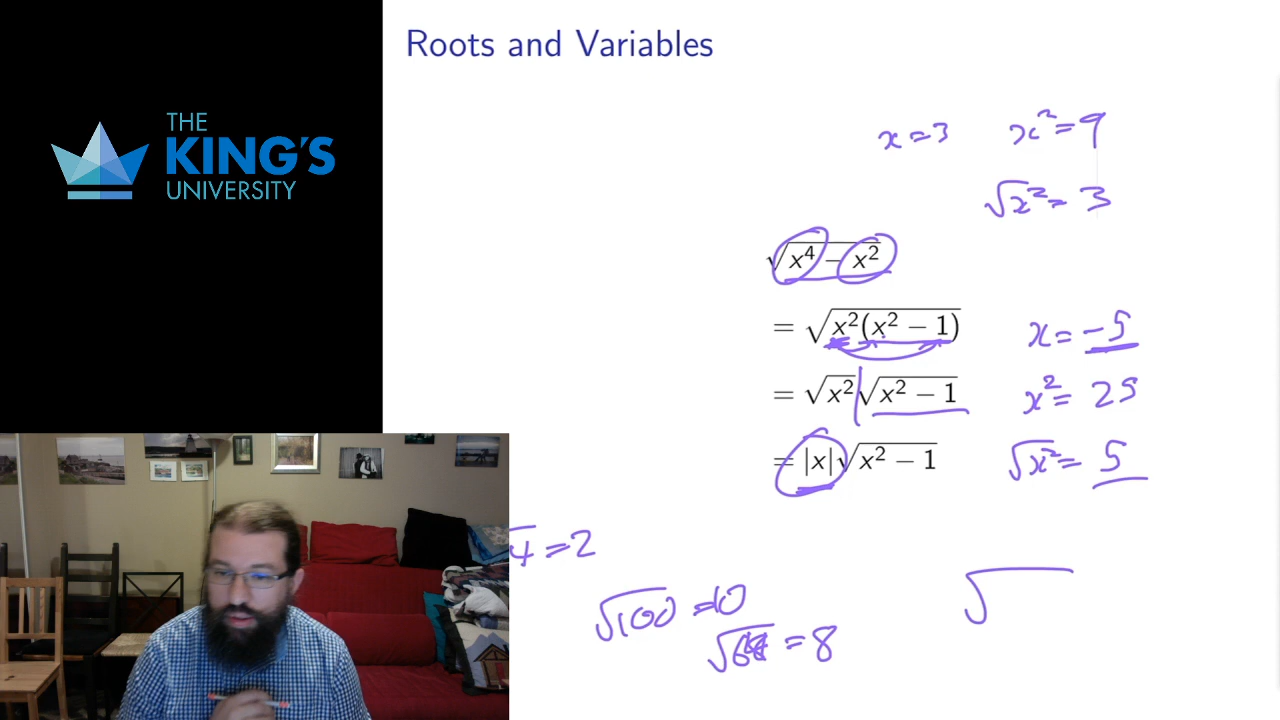 THE
KING'S
UNIVERSITY
Roots and Variables
x = 3 x² = 9
√x² = 3
√(x⁴ − x²)
= √(x²(x² − 1)) x = −5
= √x² √(x² − 1) x² = 25
= |x|√(x² − 1) √x² = 5
4 = 2
√100 = 10
√64 = 8
√